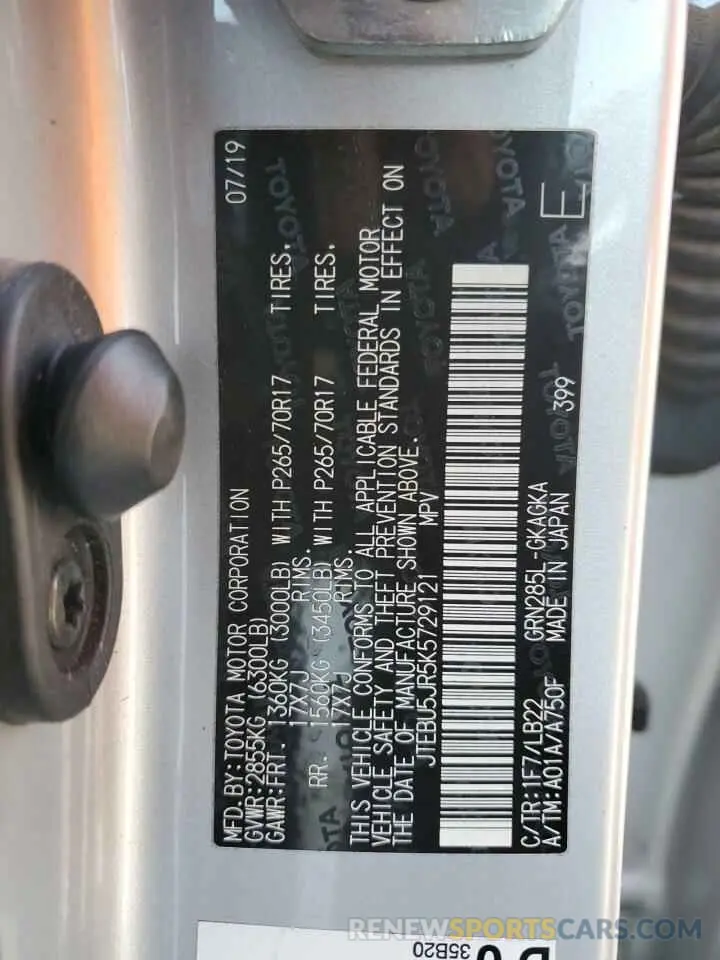 MFD. BY: TOYOTA MOTOR CORPORATION 07/19
GVWR: 2855KG (6300LB)
GAWR: FRT. 1360KG (3000LB) WITH P265/70R17 TIRES,
17X7J RIMS.
RR. 1560KG (3450LB) WITH P265/70R17 TIRES,
17X7J RIMS.
THIS VEHICLE CONFORMS TO ALL APPLICABLE FEDERAL MOTOR
VEHICLE SAFETY AND THEFT PREVENTION STANDARDS IN EFFECT ON
THE DATE OF MANUFACTURE SHOWN ABOVE.
JTEBU5JR5K5729121 MPV
C/TR: 1F7/LB22 GRN285L-GKAGKA
A/TM: A01A/A750F MADE IN JAPAN 399
E
35B20
RENEWSPORTSCARS.COM